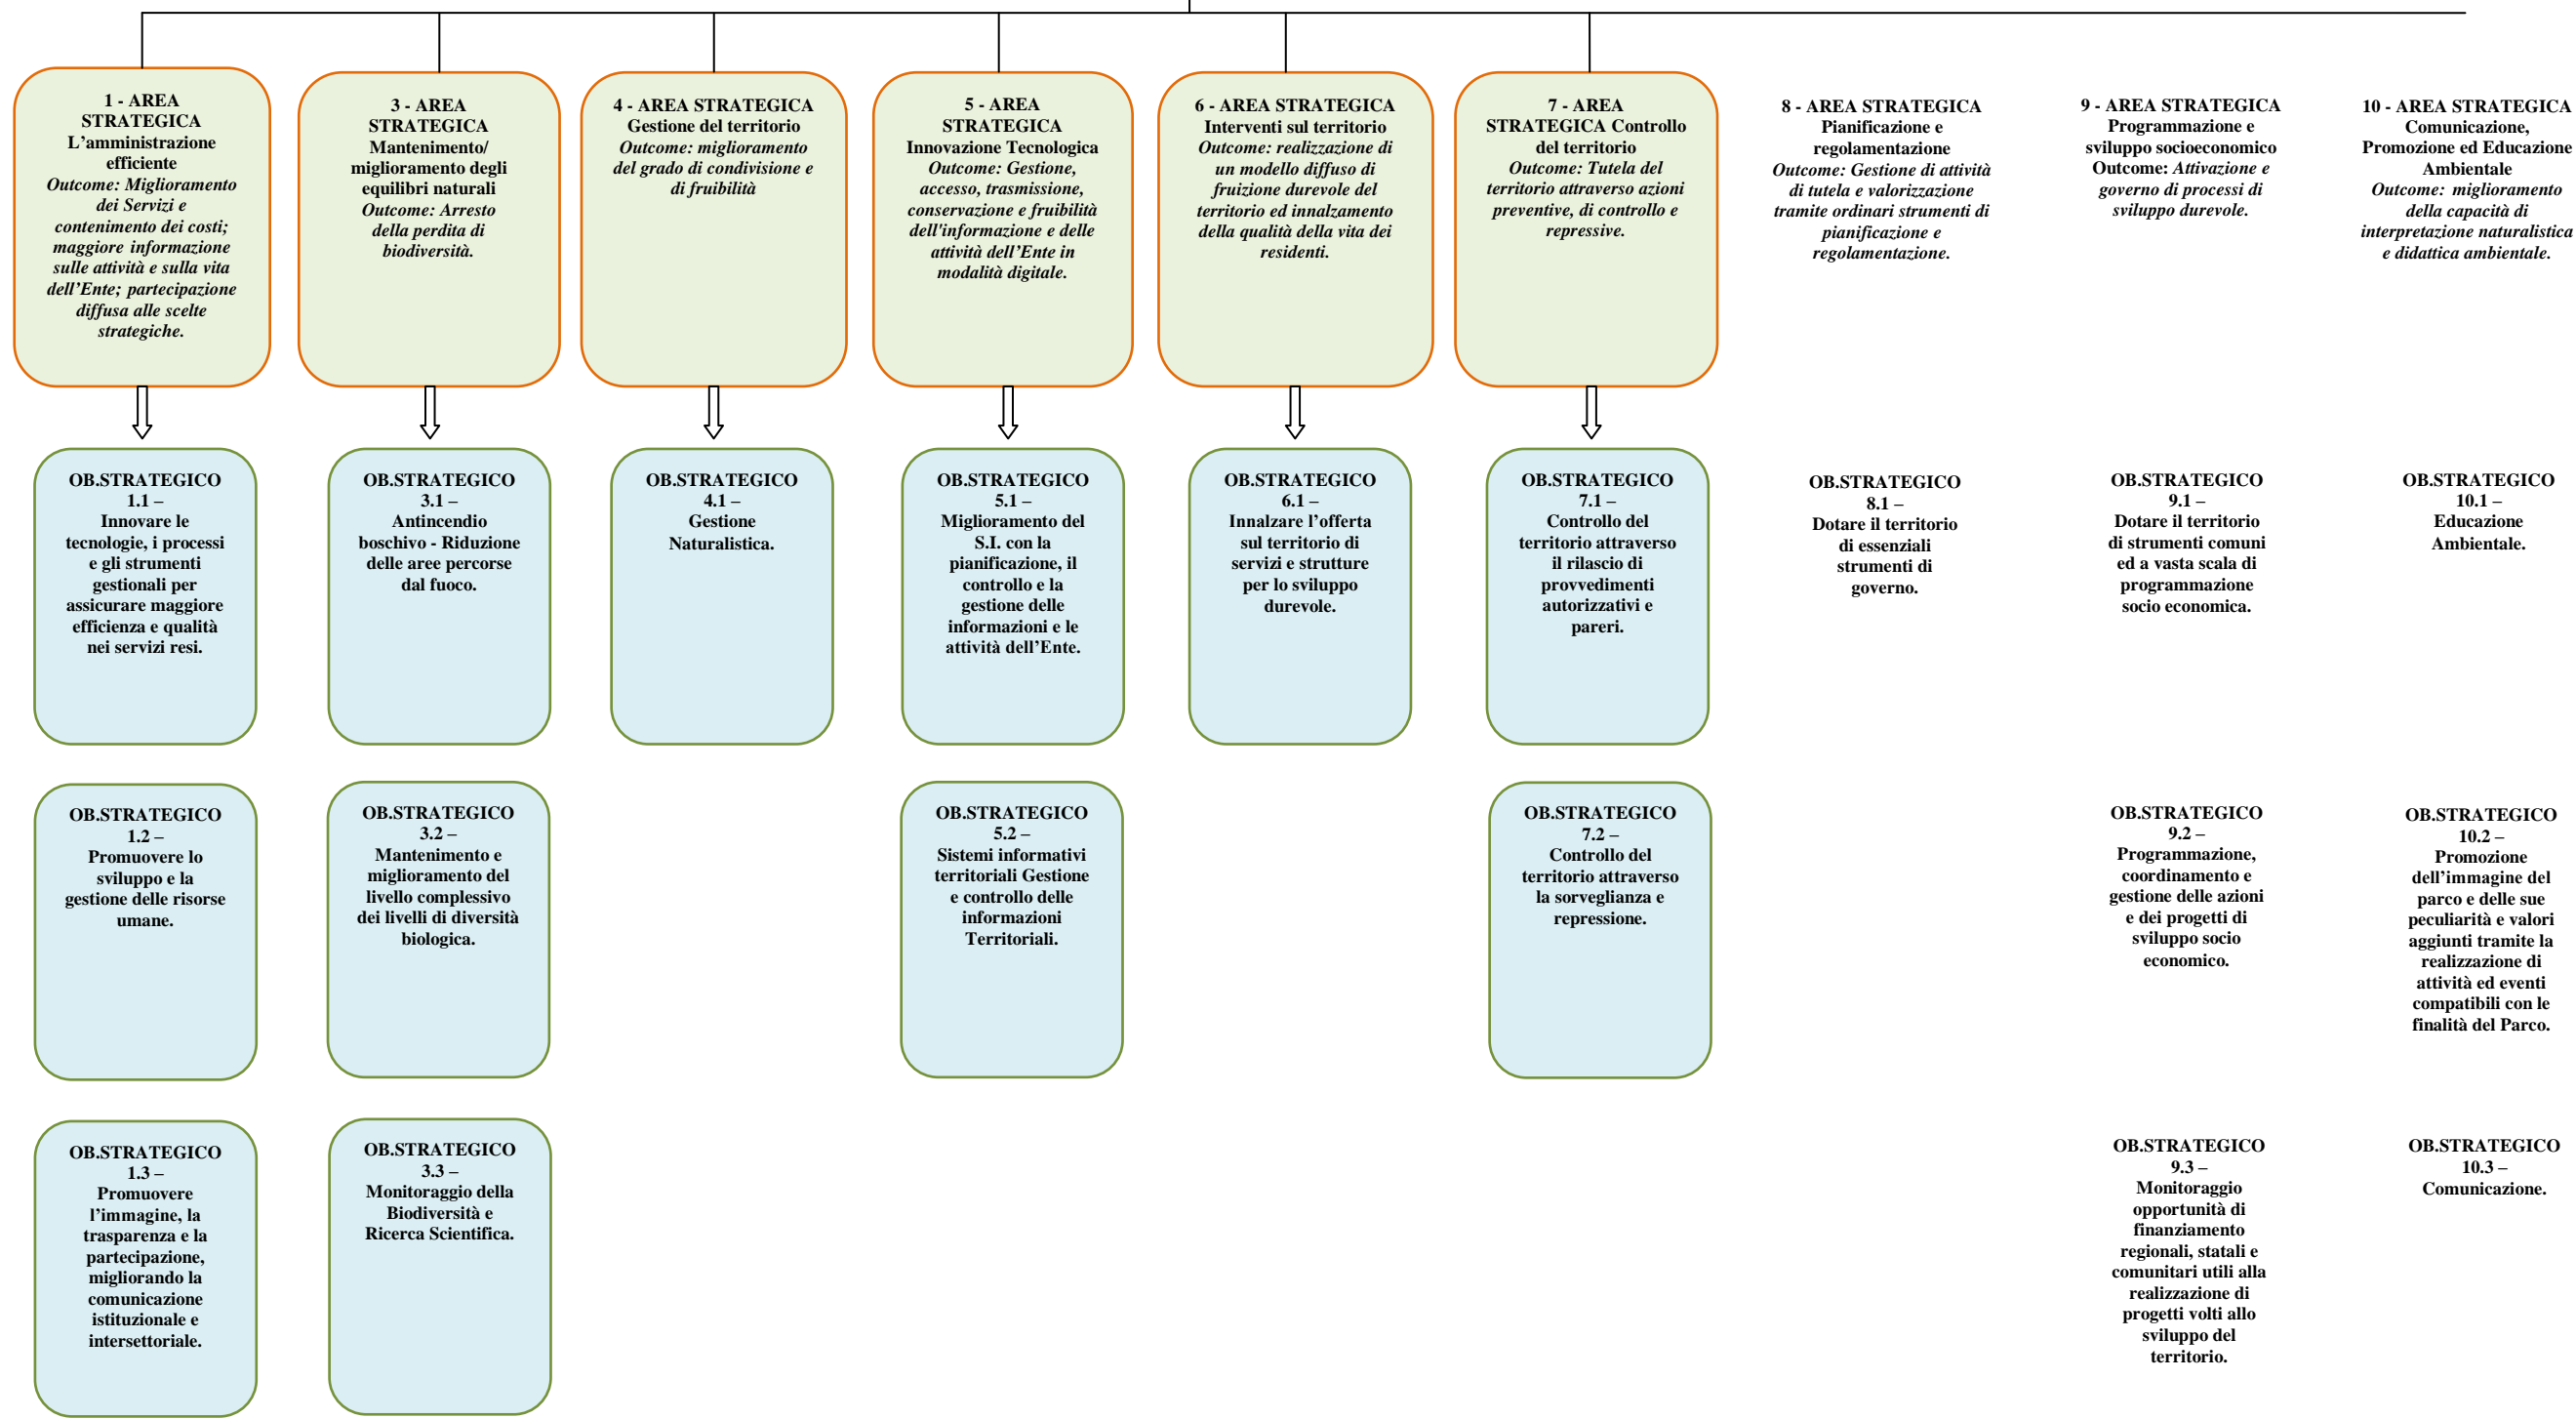 1 - AREA
STRATEGICA
L’amministrazione
efficiente
Outcome: Miglioramento
dei Servizi e
contenimento dei costi;
maggiore informazione
sulle attività e sulla vita
dell’Ente; partecipazione
diffusa alle scelte
strategiche.
3 - AREA
STRATEGICA
Mantenimento/
miglioramento degli
equilibri naturali
Outcome: Arresto
della perdita di
biodiversità.
4 - AREA STRATEGICA
Gestione del territorio
Outcome: miglioramento
del grado di condivisione e
di fruibilità
5 - AREA
STRATEGICA
Innovazione Tecnologica
Outcome: Gestione,
accesso, trasmissione,
conservazione e fruibilità
dell'informazione e delle
attività dell’Ente in
modalità digitale.
6 - AREA STRATEGICA
Interventi sul territorio
Outcome: realizzazione di
un modello diffuso di
fruizione durevole del
territorio ed innalzamento
della qualità della vita dei
residenti.
7 - AREA
STRATEGICA Controllo
del territorio
Outcome: Tutela del
territorio attraverso azioni
preventive, di controllo e
repressive.
8 - AREA STRATEGICA
Pianificazione e
regolamentazione
Outcome: Gestione di attività
di tutela e valorizzazione
tramite ordinari strumenti di
pianificazione e
regolamentazione.
9 - AREA STRATEGICA
Programmazione e
sviluppo socioeconomico
Outcome: Attivazione e
governo di processi di
sviluppo durevole.
10 - AREA STRATEGICA
Comunicazione,
Promozione ed Educazione
Ambientale
Outcome: miglioramento
della capacità di
interpretazione naturalistica
e didattica ambientale.
OB.STRATEGICO
1.1 –
Innovare le
tecnologie, i processi
e gli strumenti
gestionali per
assicurare maggiore
efficienza e qualità
nei servizi resi.
OB.STRATEGICO
3.1 –
Antincendio
boschivo - Riduzione
delle aree percorse
dal fuoco.
OB.STRATEGICO
4.1 –
Gestione
Naturalistica.
OB.STRATEGICO
5.1 –
Miglioramento del
S.I. con la
pianificazione, il
controllo e la
gestione delle
informazioni e le
attività dell’Ente.
OB.STRATEGICO
6.1 –
Innalzare l’offerta
sul territorio di
servizi e strutture
per lo sviluppo
durevole.
OB.STRATEGICO
7.1 –
Controllo del
territorio attraverso
il rilascio di
provvedimenti
autorizzativi e
pareri.
OB.STRATEGICO
8.1 –
Dotare il territorio
di essenziali
strumenti di
governo.
OB.STRATEGICO
9.1 –
Dotare il territorio
di strumenti comuni
ed a vasta scala di
programmazione
socio economica.
OB.STRATEGICO
10.1 –
Educazione
Ambientale.
OB.STRATEGICO
1.2 –
Promuovere lo
sviluppo e la
gestione delle risorse
umane.
OB.STRATEGICO
3.2 –
Mantenimento e
miglioramento del
livello complessivo
dei livelli di diversità
biologica.
OB.STRATEGICO
5.2 –
Sistemi informativi
territoriali Gestione
e controllo delle
informazioni
Territoriali.
OB.STRATEGICO
7.2 –
Controllo del
territorio attraverso
la sorveglianza e
repressione.
OB.STRATEGICO
9.2 –
Programmazione,
coordinamento e
gestione delle azioni
e dei progetti di
sviluppo socio
economico.
OB.STRATEGICO
10.2 –
Promozione
dell’immagine del
parco e delle sue
peculiarità e valori
aggiunti tramite la
realizzazione di
attività ed eventi
compatibili con le
finalità del Parco.
OB.STRATEGICO
1.3 –
Promuovere
l’immagine, la
trasparenza e la
partecipazione,
migliorando la
comunicazione
istituzionale e
intersettoriale.
OB.STRATEGICO
3.3 –
Monitoraggio della
Biodiversità e
Ricerca Scientifica.
OB.STRATEGICO
9.3 –
Monitoraggio
opportunità di
finanziamento
regionali, statali e
comunitari utili alla
realizzazione di
progetti volti allo
sviluppo del
territorio.
OB.STRATEGICO
10.3 –
Comunicazione.